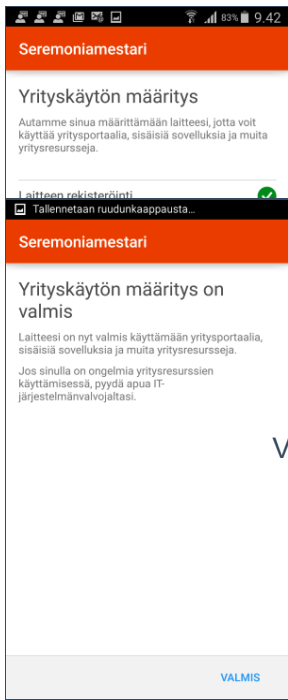 83% 9.42
Seremoniamestari
Yrityskäytön määritys
Autamme sinua määrittämään laitteesi, jotta voit
käyttää yritysportaalia, sisäisiä sovelluksia ja muita
yritysresursseja.
Laitteen rekisteröinti
Tallennetaan ruudunkaappausta...
Seremoniamestari
Yrityskäytön määritys on
valmis
Laitteesi on nyt valmis käyttämään yritysportaalia,
sisäisiä sovelluksia ja muita yritysresursseja.
Jos sinulla on ongelmia yritysresurssien
käyttämisessä, pyydä apua IT-
järjestelmänvalvojaltasi.
V
VALMIS